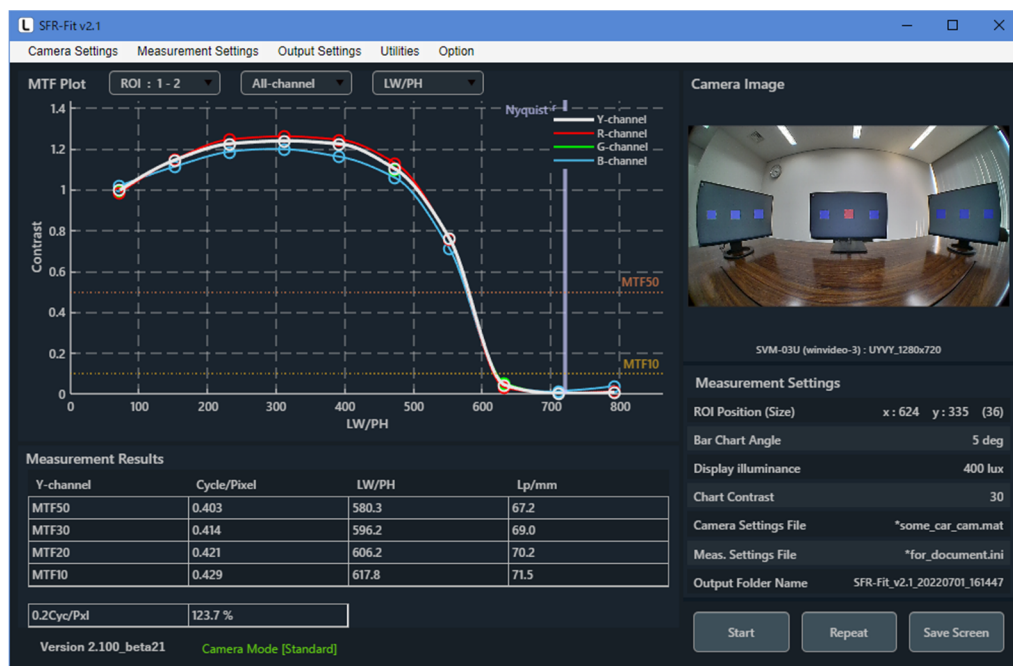 L SFR-Fit v2.1
Camera Settings Measurement Settings Output Settings Utilities Option
MTF Plot ROI : 1 - 2 All-channel LW/PH
Camera Image
Nyquist f
Y-channel
R-channel
G-channel
B-channel
1.4
1.2
1
0.8
0.6
0.4
0.2
0
Contrast
MTF50
MTF10
0 100 200 300 400 500 600 700 800
LW/PH
SVM-03U (winvideo-3) : UYVY_1280x720
Measurement Settings
ROI Position (Size) x : 624 y : 335 (36)
Bar Chart Angle 5 deg
Display illuminance 400 lux
Chart Contrast 30
Camera Settings File *some_car_cam.mat
Meas. Settings File *for_document.ini
Output Folder Name SFR-Fit_v2.1_20220701_161447
Start Repeat Save Screen
Measurement Results
Y-channel Cycle/Pixel LW/PH Lp/mm
MTF50 0.403 580.3 67.2
MTF30 0.414 596.2 69.0
MTF20 0.421 606.2 70.2
MTF10 0.429 617.8 71.5
0.2Cyc/Pxl 123.7 %
Version 2.100_beta21 Camera Mode [Standard]